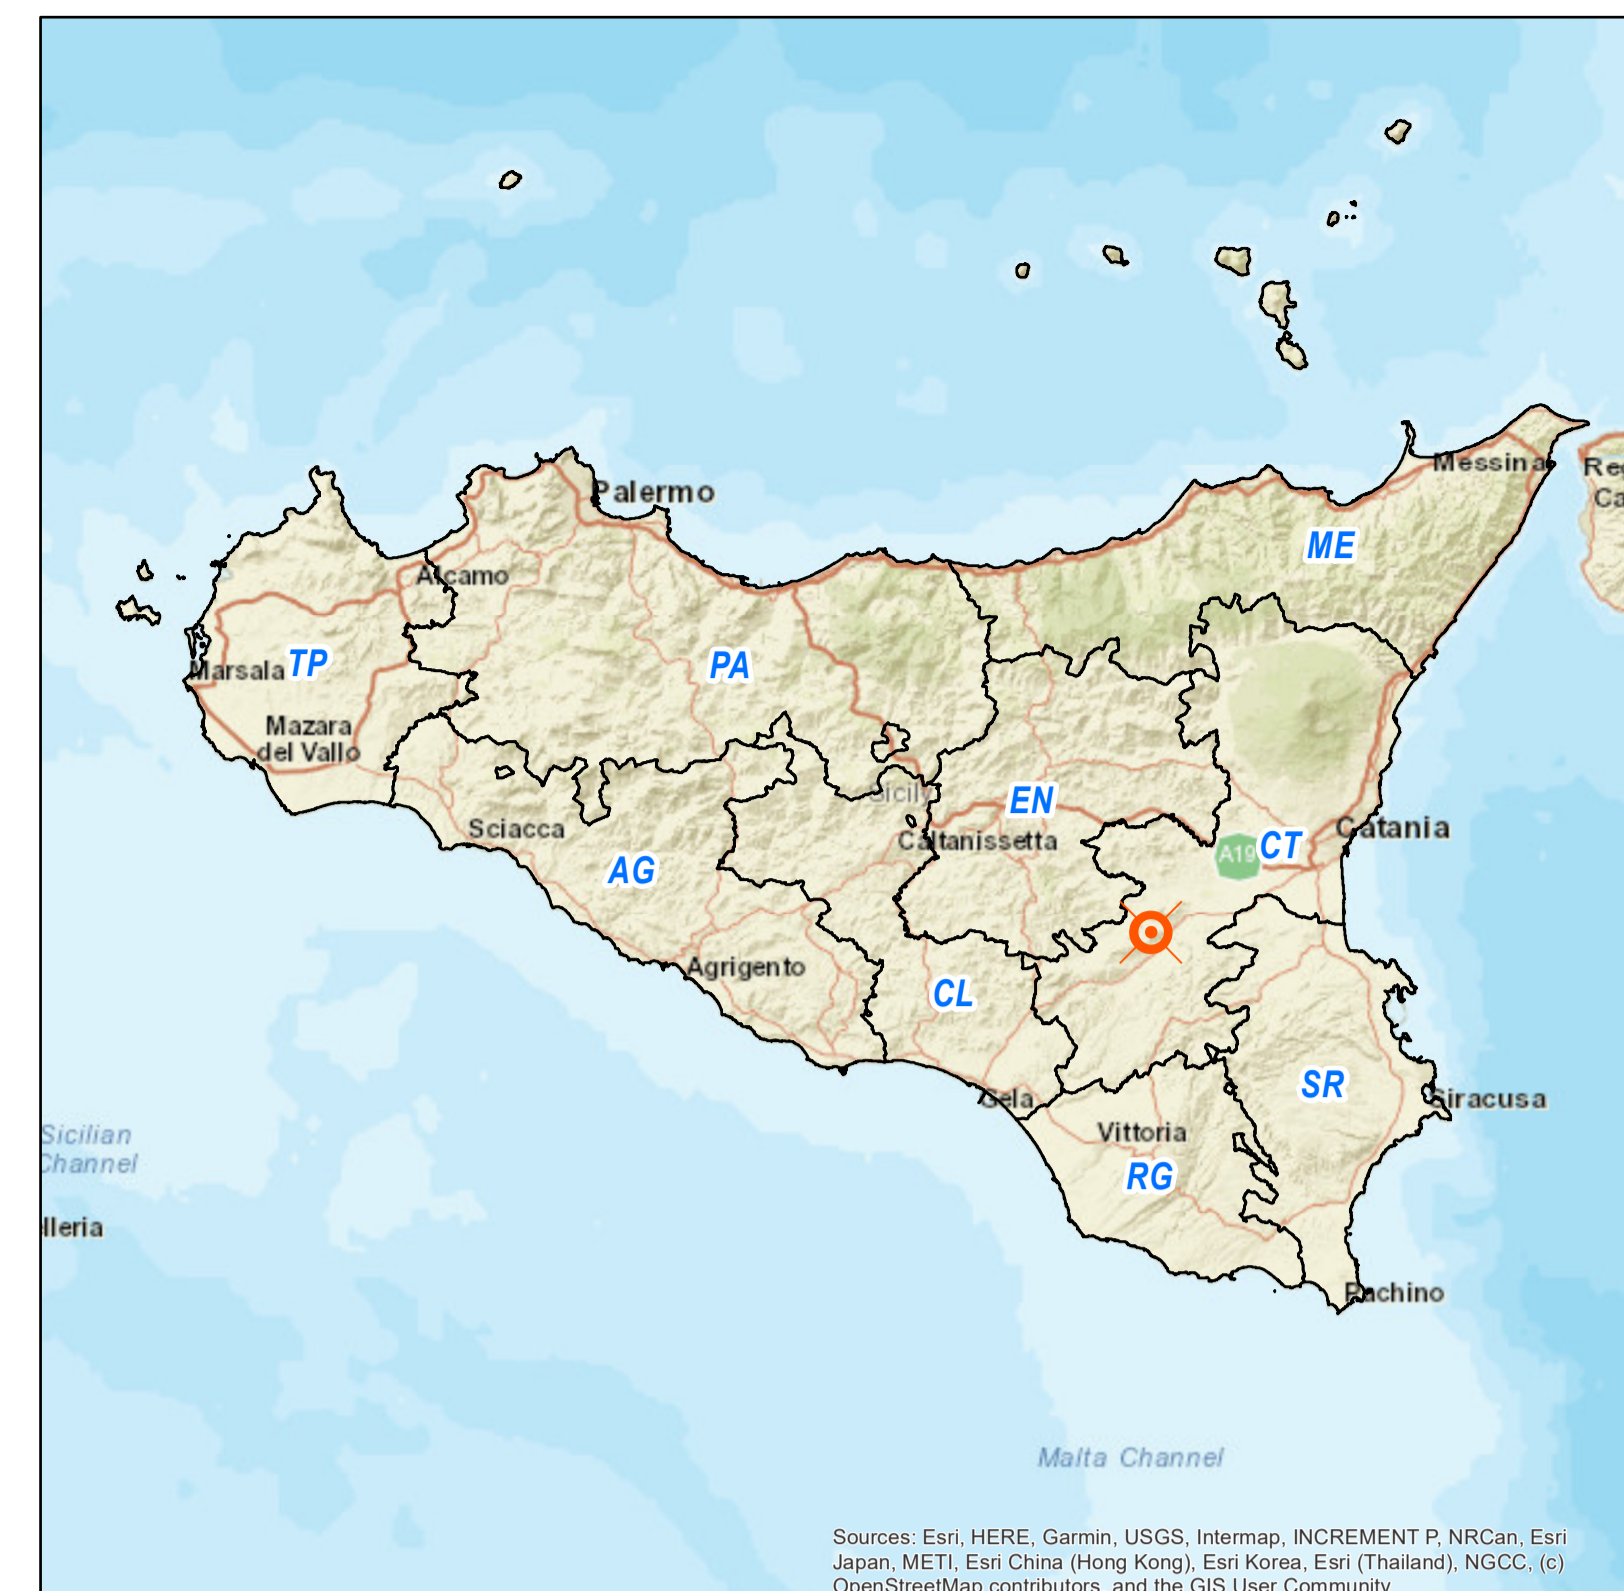 Messina
Re
Ca
Palermo
ME
Alcamo
Marsala
TP
PA
Mazara
del Vallo
Sicily
EN
Sciacca
Caltanissetta
A19
CT
Catania
AG
Agrigento
CL
SR
Gela
Siracusa
Vittoria
Sicilian
Channel
RG
lleria
Pachino
Malta Channel
Sources: Esri, HERE, Garmin, USGS, Intermap, INCREMENT P, NRCan, Esri
Japan, METI, Esri China (Hong Kong), Esri Korea, Esri (Thailand), NGCC, (c)
OpenStreetMap contributors, and the GIS User Community